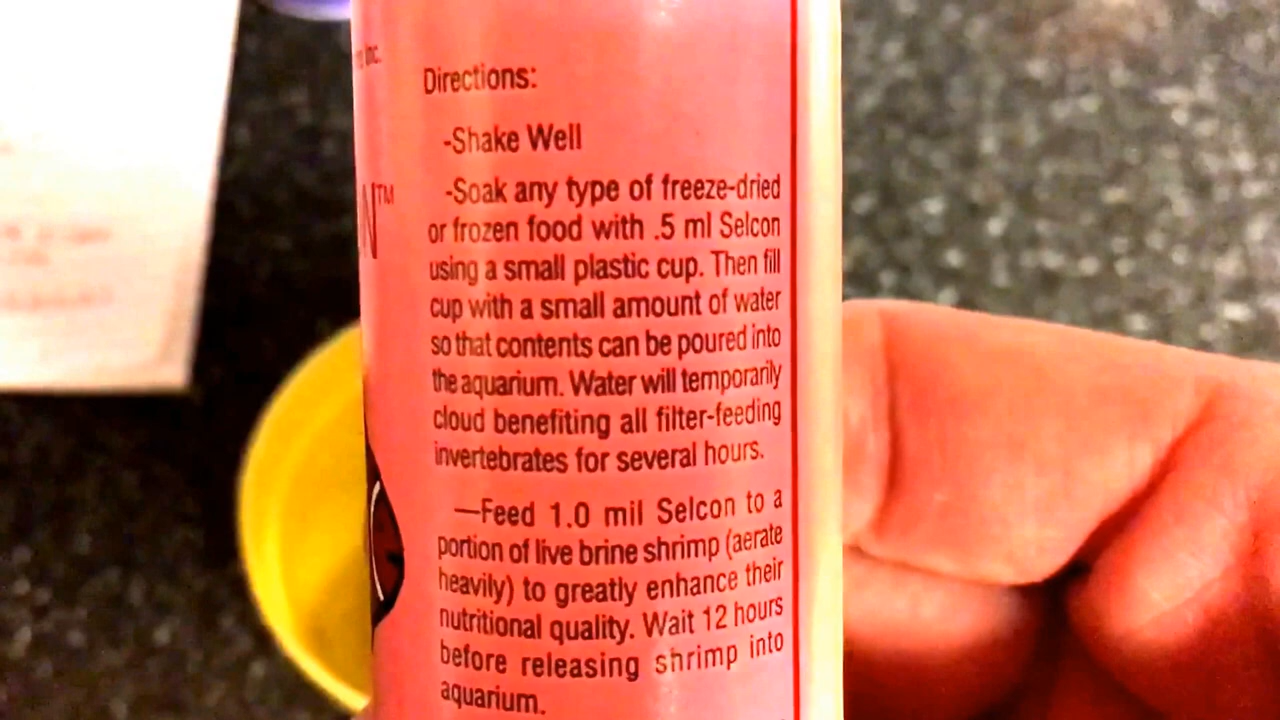 Inc.
N™
Directions:
-Shake Well
-Soak any type of freeze-dried
or frozen food with .5 ml Selcon
using a small plastic cup. Then fill
cup with a small amount of water
so that contents can be poured into
the aquarium. Water will temporarily
cloud benefiting all filter-feeding
invertebrates for several hours.
—Feed 1.0 mil Selcon to a
portion of live brine shrimp (aerate
heavily) to greatly enhance their
nutritional quality. Wait 12 hours
before releasing shrimp into
aquarium.